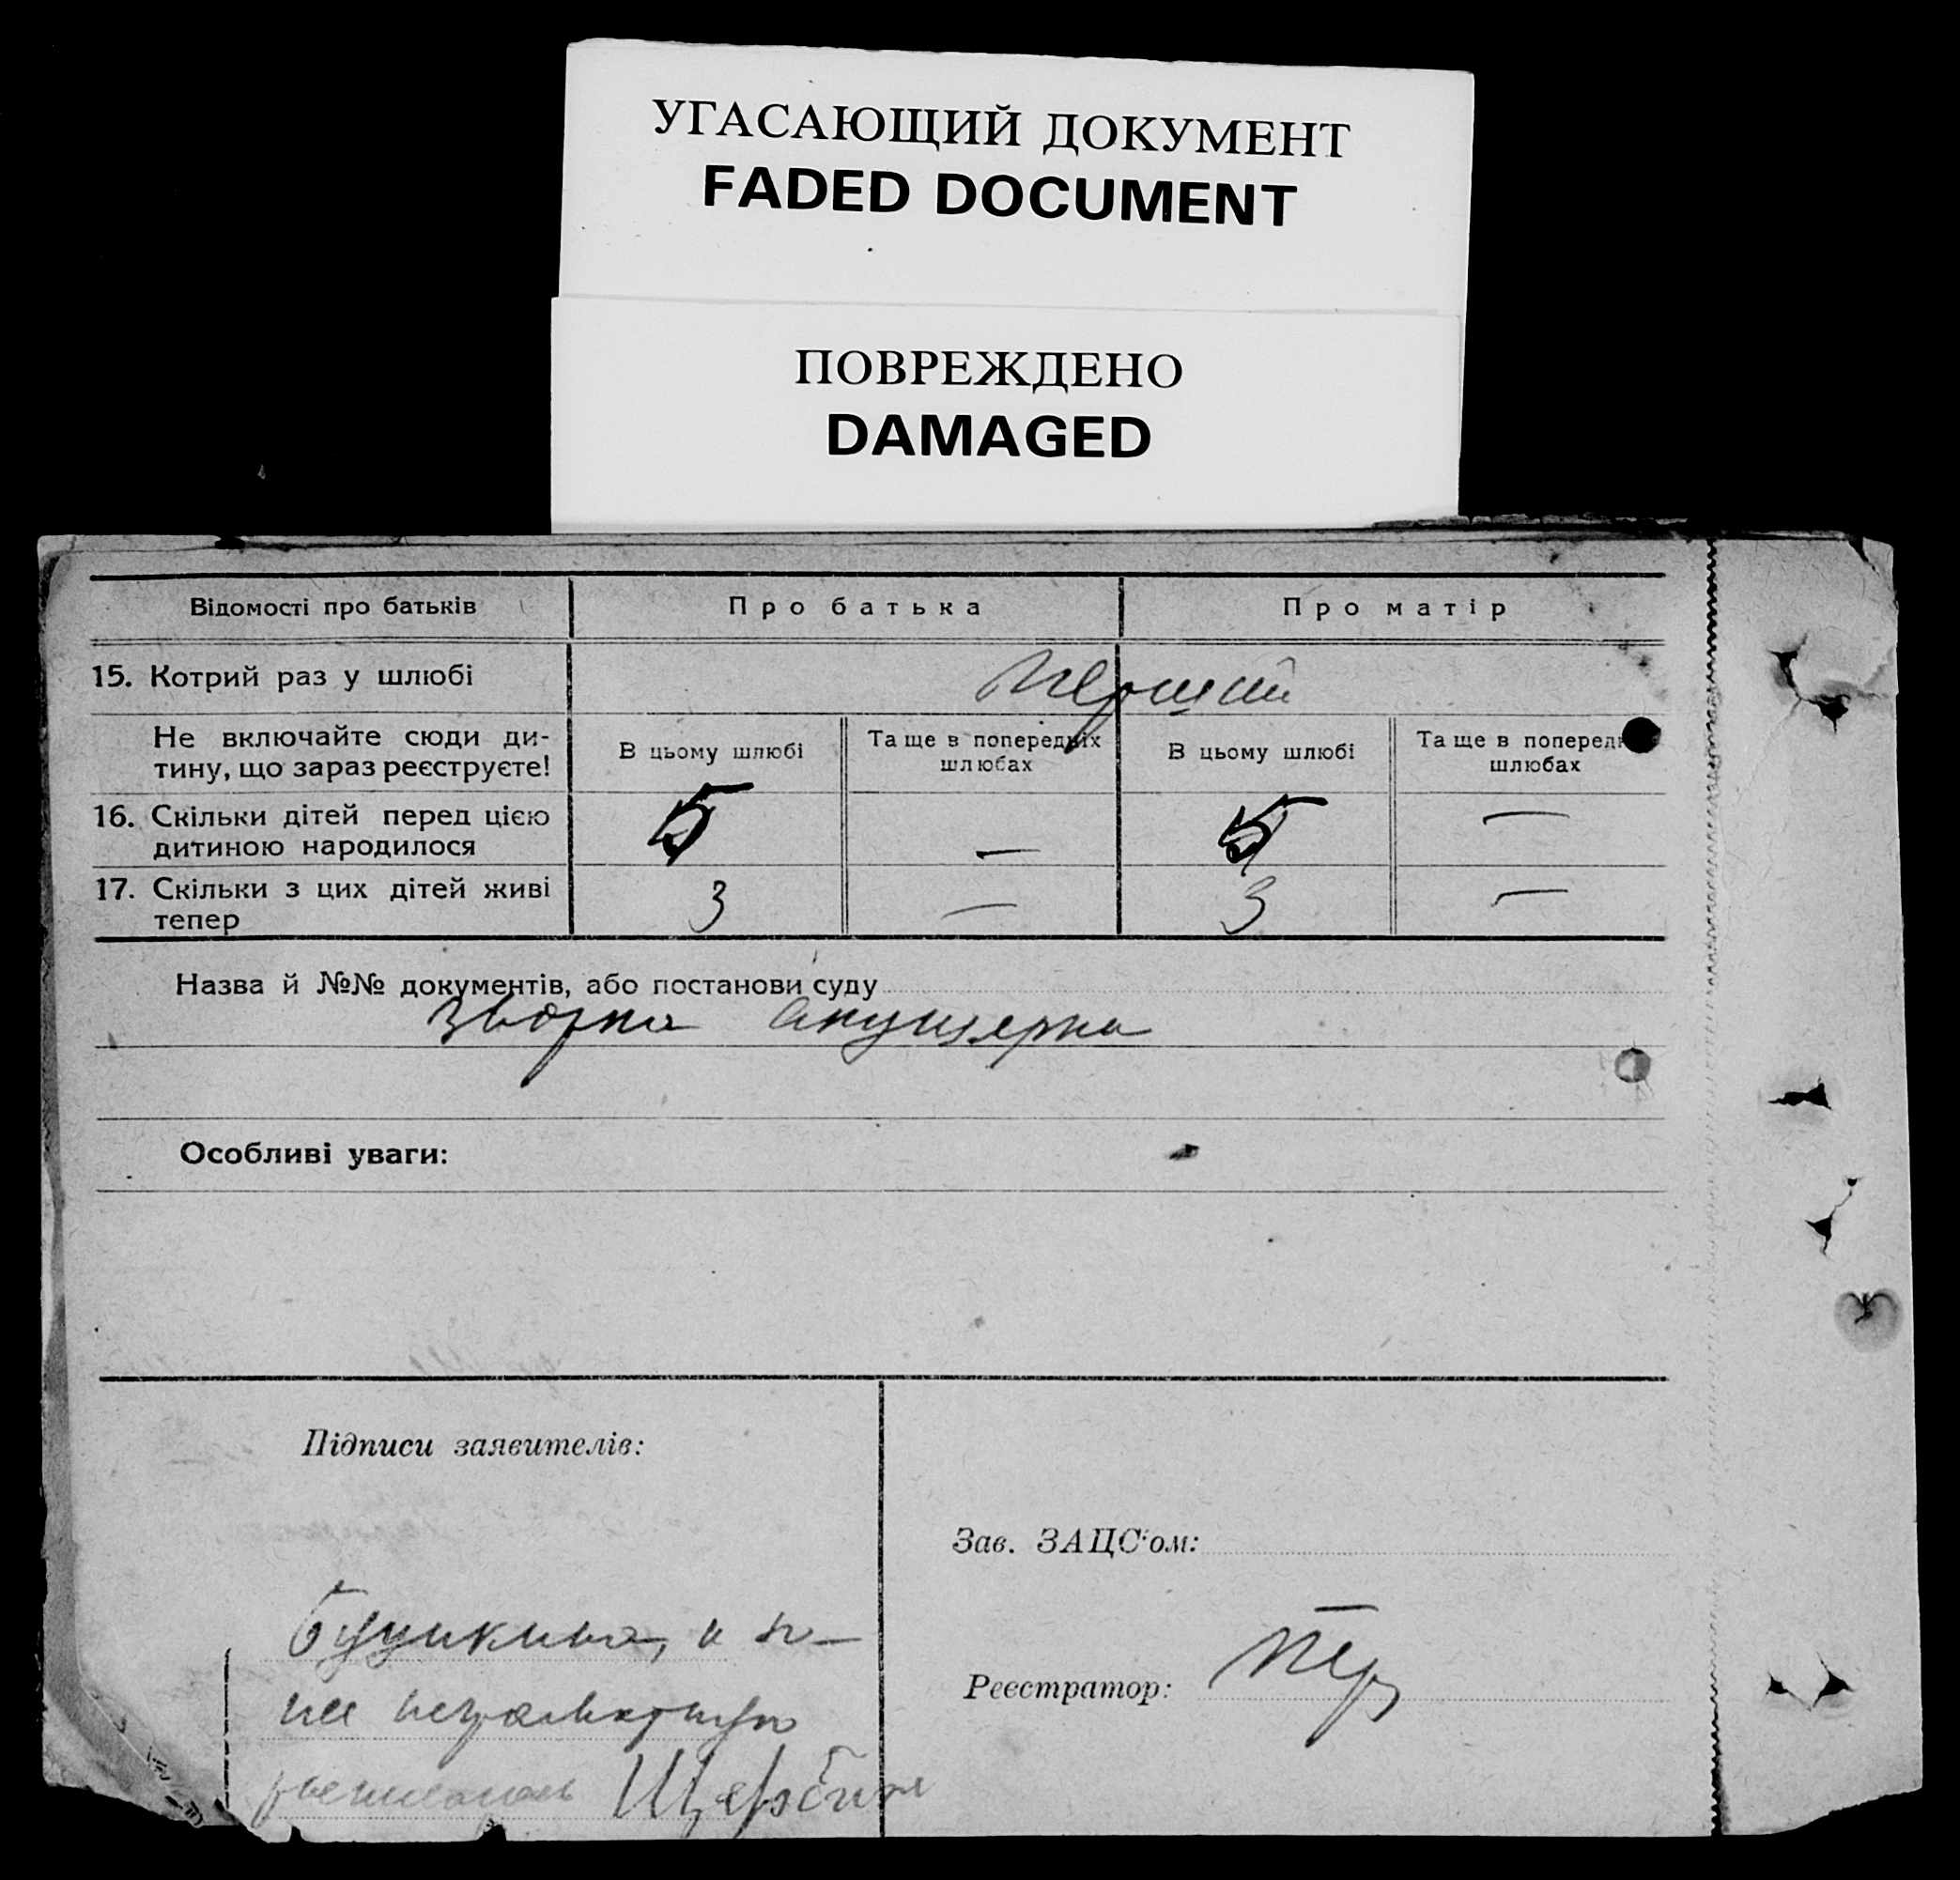 УГАСАЮЩИЙ ДОКУМЕНТ
FADED DOCUMENT
ПОВРЕЖДЕНО
DAMAGED
Відомості про батьків Про батька Про матір
15. Котрий раз у шлюбі Перший
Не включайте сюди ди-
тину, що зараз реєструєте!
В цьому шлюбі
Та ще в попередніх
шлюбах
В цьому шлюбі
Та ще в поперед
шлюбах
16. Скільки дітей перед цією
дитиною народилося
5 — 5 —
17. Скільки з цих дітей живі
тепер
3 — 3 —
Назва й №№ документів, або постанови суду
акушерки
Особливі уваги:
Підписи заявителів:
Зав. ЗАЦС'ом:
Реєстратор: